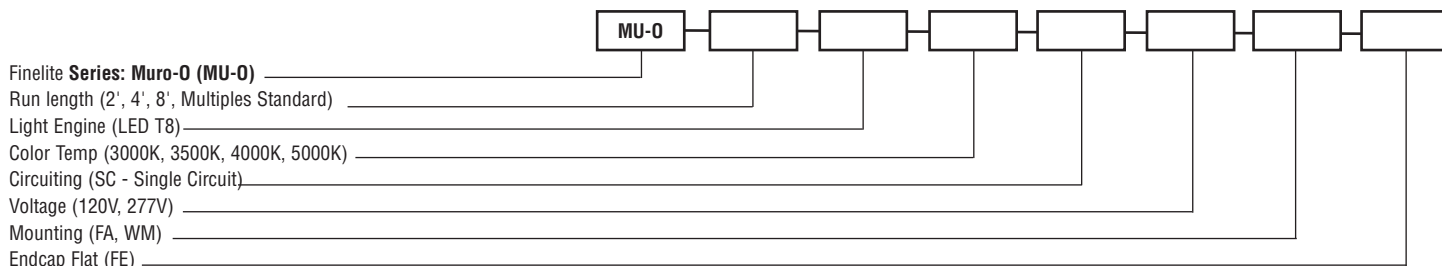 MU-O
Finelite Series: Muro-O (MU-O)
Run length (2', 4', 8', Multiples Standard)
Light Engine (LED T8)
Color Temp (3000K, 3500K, 4000K, 5000K)
Circuiting (SC - Single Circuit)
Voltage (120V, 277V)
Mounting (FA, WM)
Endcap Flat (FE)